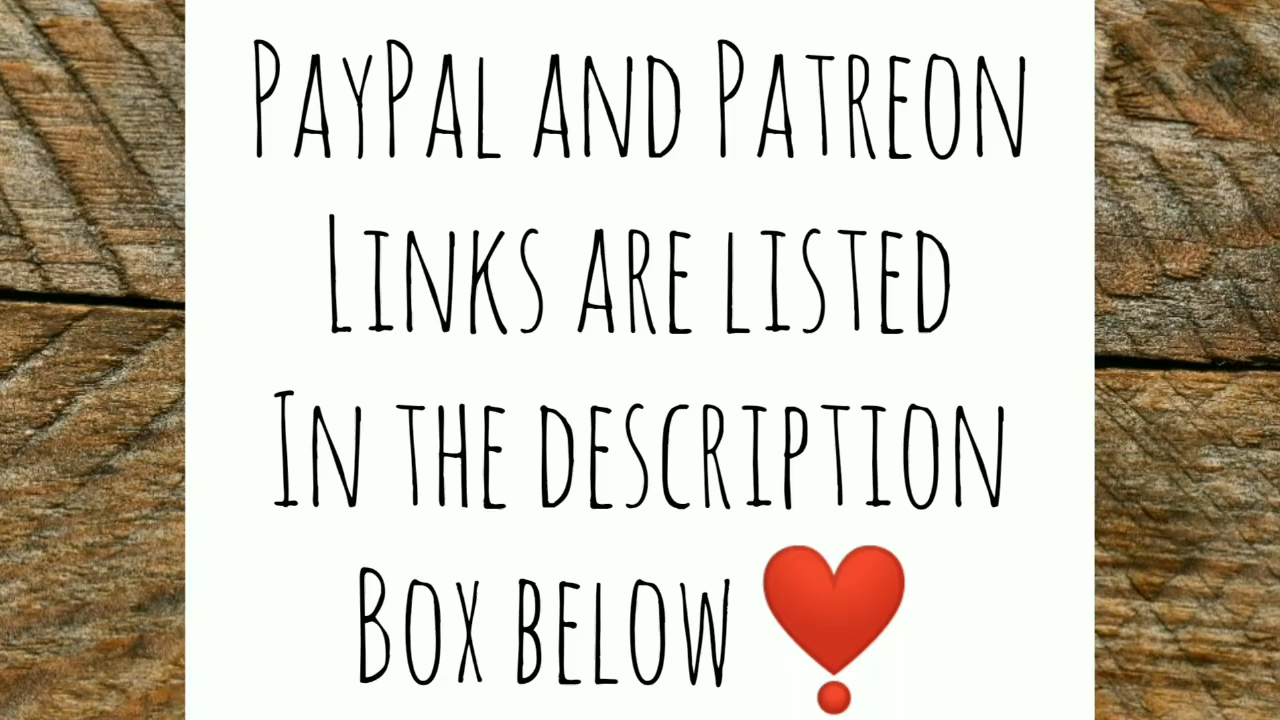 PayPal and Patreon
Links are listed
In the description
Box below ❣️